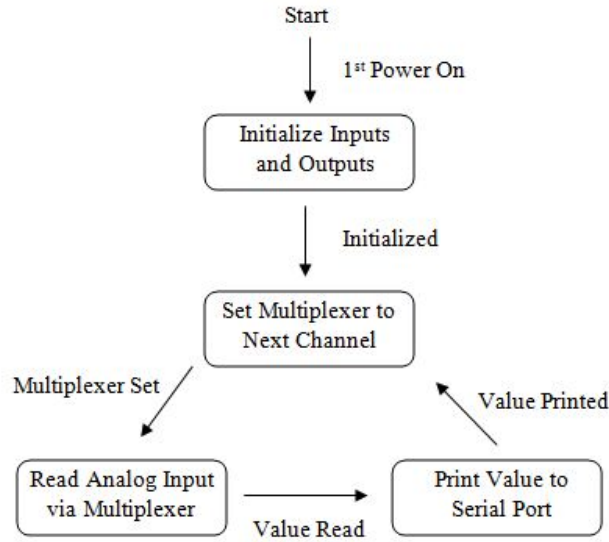 Start
1st Power On
Initialize Inputs
and Outputs
Initialized
Set Multiplexer to
Next Channel
Multiplexer Set
Value Printed
Read Analog Input
via Multiplexer
Value Read
Print Value to
Serial Port